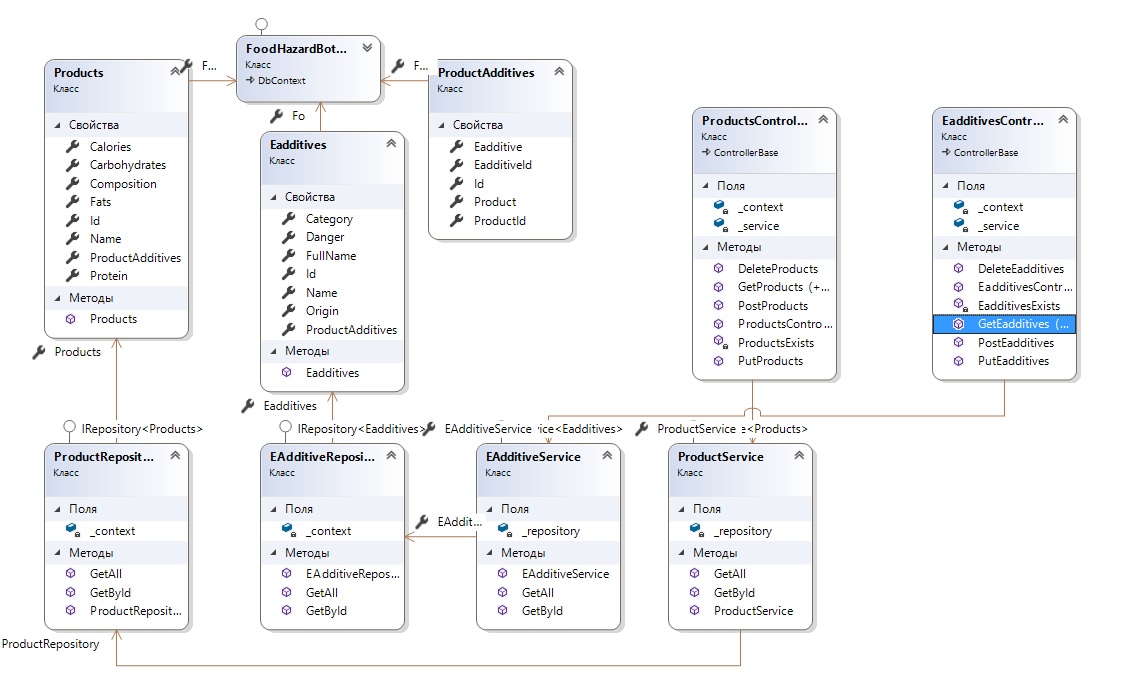 Products
Класс
Свойства
Calories
Carbohydrates
Composition
Fats
Id
Name
ProductAdditives
Protein
Методы
Products
F...
FoodHazardBot...
Класс
DbContext
F...
Fo
ProductAdditives
Класс
Свойства
Eadditive
EadditiveId
Id
Product
ProductId
Eadditives
Класс
Свойства
Category
Danger
FullName
Id
Name
Origin
ProductAdditives
Методы
Eadditives
ProductsControl...
Класс
ControllerBase
Поля
_context
_service
Методы
DeleteProducts
GetProducts (+...
PostProducts
ProductsContro...
ProductsExists
PutProducts
EadditivesContr...
Класс
ControllerBase
Поля
_context
_service
Методы
DeleteEadditives
EadditivesContr...
EadditivesExists
GetEadditives (...
PostEadditives
PutEadditives
Products
Eadditives
IRepository<Products>
IRepository<Eadditives>
EAdditiveService
ice<Eadditives>
ProductService
e<Products>
ProductReposit...
Класс
Поля
_context
Методы
GetAll
GetById
ProductReposit...
EAdditiveReposi...
Класс
Поля
_context
Методы
EAdditiveRepos...
GetAll
GetById
EAddit...
EAdditiveService
Класс
Поля
_repository
Методы
EAdditiveService
GetAll
GetById
ProductService
Класс
Поля
_repository
Методы
GetAll
GetById
ProductService
ProductRepository